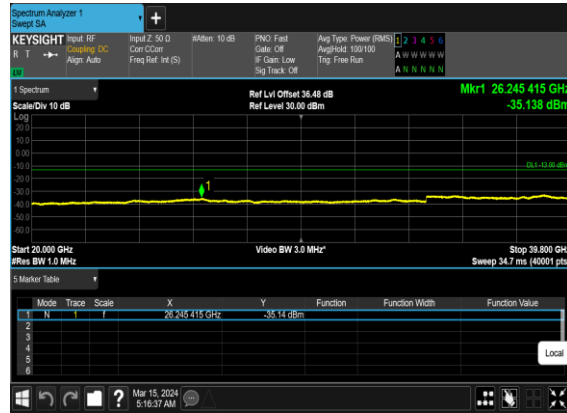 Spectrum Analyzer 1
Swept SA
+
KEYSIGHT Input: RF Input Z: 50 Ω #Atten: 10 dB PNO: Fast Avg Type: Power (RMS) 1 2 3 4 5 6
R T Coupling: DC Corr CCorr Gate: Off Avg|Hold: 100/100 A W W W W W
Align: Auto Freq Ref: Int (S) IF Gain: Low Trig: Free Run
Sig Track: Off A N N N N N
LW
1 Spectrum Ref Lvl Offset 36.48 dB Mkr1 26.245 415 GHz
Scale/Div 10 dB Ref Level 30.00 dBm -35.138 dBm
Log
20.0
10.0
0.00
-10.0 DL1 -13.00 dBm
-20.0
-30.0 1
-40.0
-50.0
-60.0
Start 20.000 GHz Video BW 3.0 MHz* Stop 39.800 GHz
#Res BW 1.0 MHz Sweep 34.7 ms (40001 pts
5 Marker Table
Mode Trace Scale X Y Function Function Width Function Value
1 N 1 f 26.245 415 GHz -35.14 dBm
2
3
4
5
6
Local
? Mar 15, 2024
5:16:37 AM